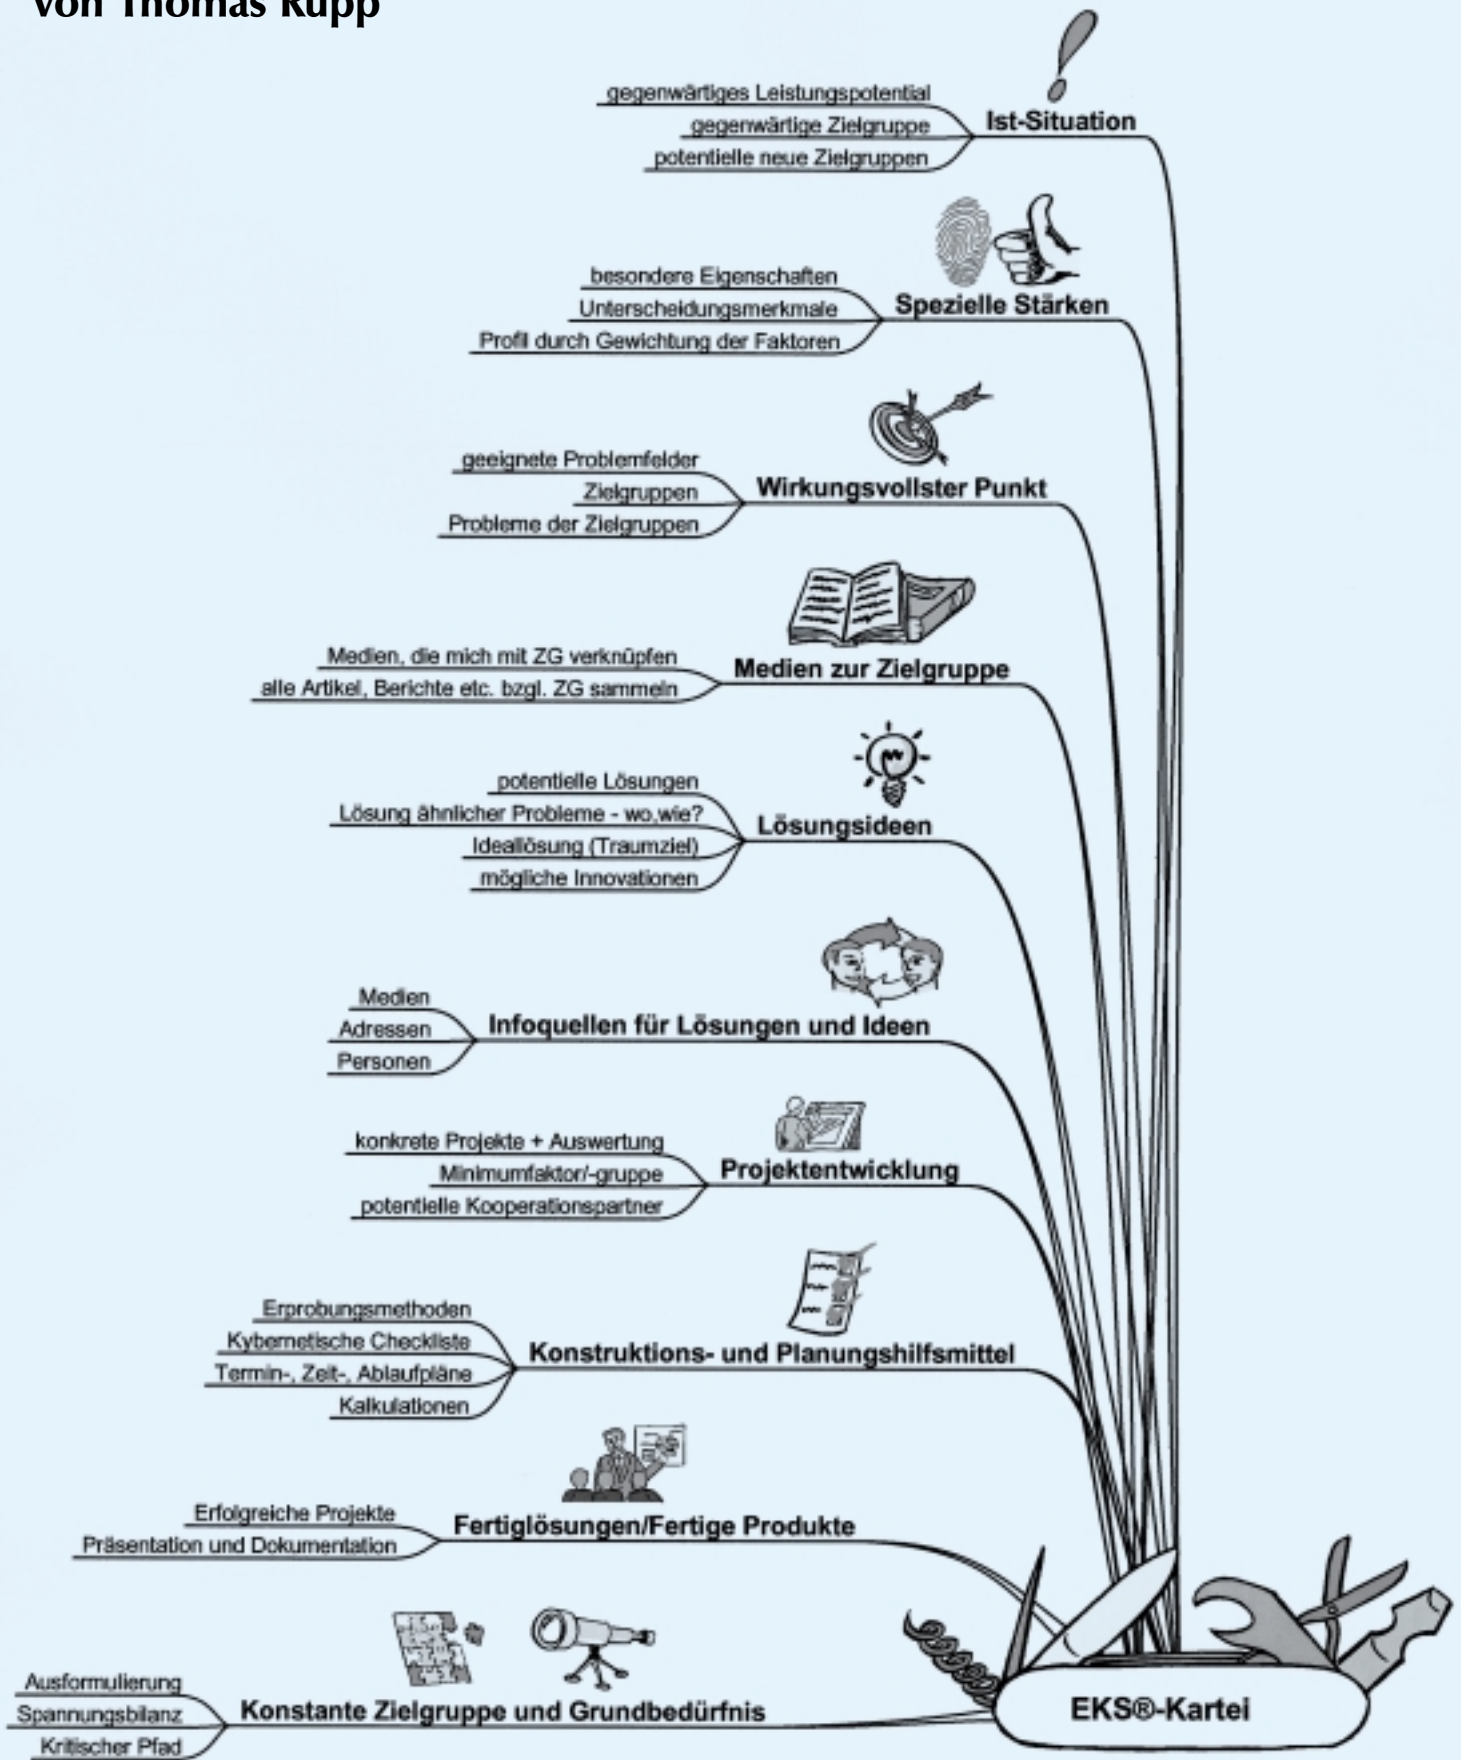 von Thomas Rupp
gegenwärtiges Leistungspotential
gegenwärtige Zielgruppe
potentielle neue Zielgruppen
Ist-Situation
besondere Eigenschaften
Unterscheidungsmerkmale
Profil durch Gewichtung der Faktoren
Spezielle Stärken
geeignete Problemfelder
Zielgruppen
Probleme der Zielgruppen
Wirkungsvollster Punkt
Medien, die mich mit ZG verknüpfen
alle Artikel, Berichte etc. bzgl. ZG sammeln
Medien zur Zielgruppe
potentielle Lösungen
Lösung ähnlicher Probleme - wo,wie?
Ideallösung (Traumziel)
mögliche Innovationen
Lösungsideen
Medien
Adressen
Personen
Infoquellen für Lösungen und Ideen
konkrete Projekte + Auswertung
Minimumfaktor/-gruppe
potentielle Kooperationspartner
Projektentwicklung
Erprobungsmethoden
Kybernetische Checkliste
Termin-, Zeit-, Ablaufpläne
Kalkulationen
Konstruktions- und Planungshilfsmittel
Erfolgreiche Projekte
Präsentation und Dokumentation
Fertiglösungen/Fertige Produkte
Ausformulierung
Spannungsbilanz
Kritischer Pfad
Konstante Zielgruppe und Grundbedürfnis
EKS®-Kartei